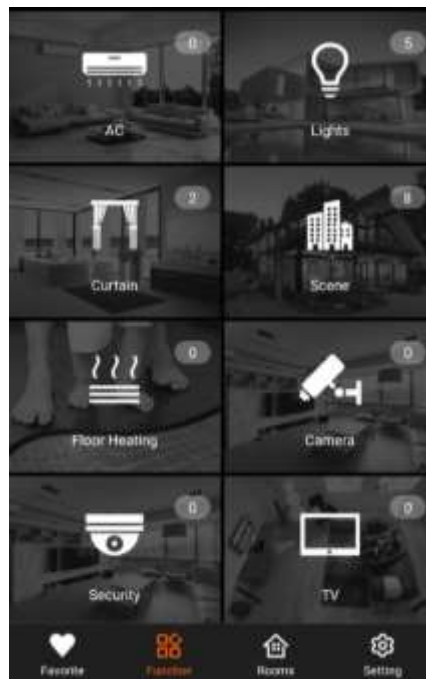 0
5
AC
Lights
2
8
Curtain
Scene
0
0
Floor Heating
Camera
0
0
Security
TV
Favorite
Function
Rooms
Setting